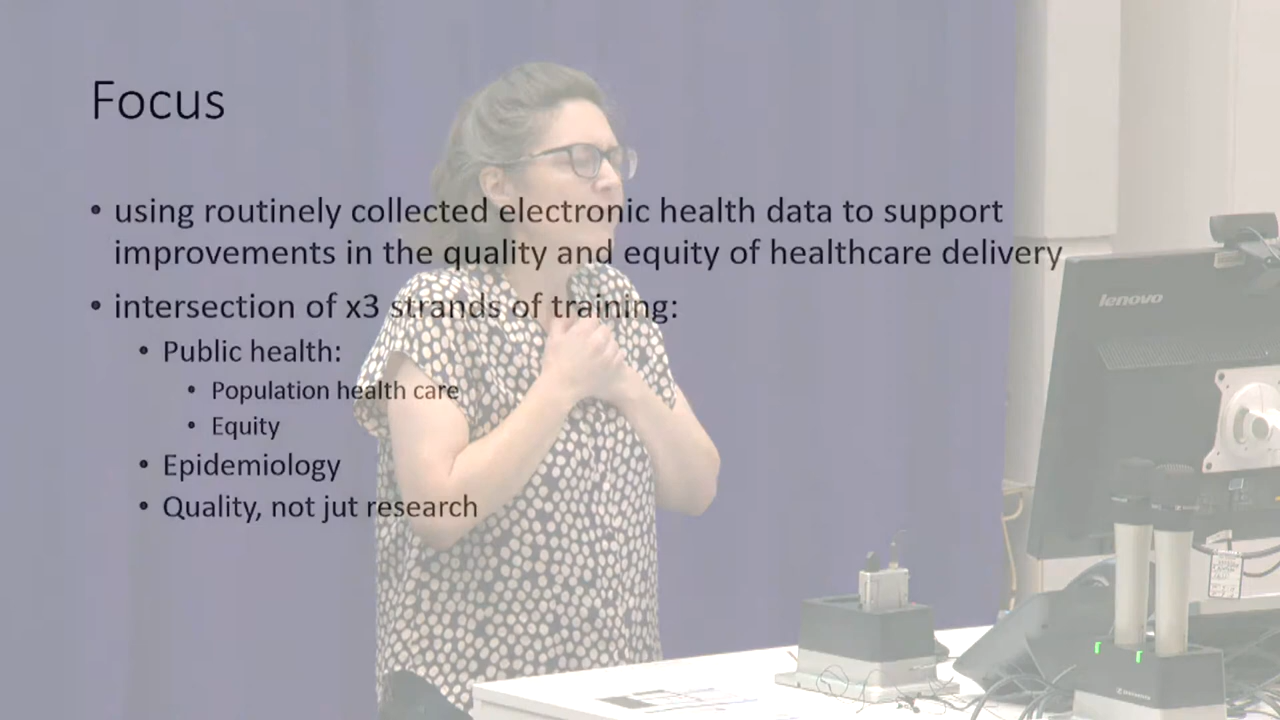 Focus
• using routinely collected electronic health data to support
improvements in the quality and equity of healthcare delivery
• intersection of x3 strands of training:
• Public health:
• Population health care
• Equity
• Epidemiology
• Quality, not jut research
lenovo